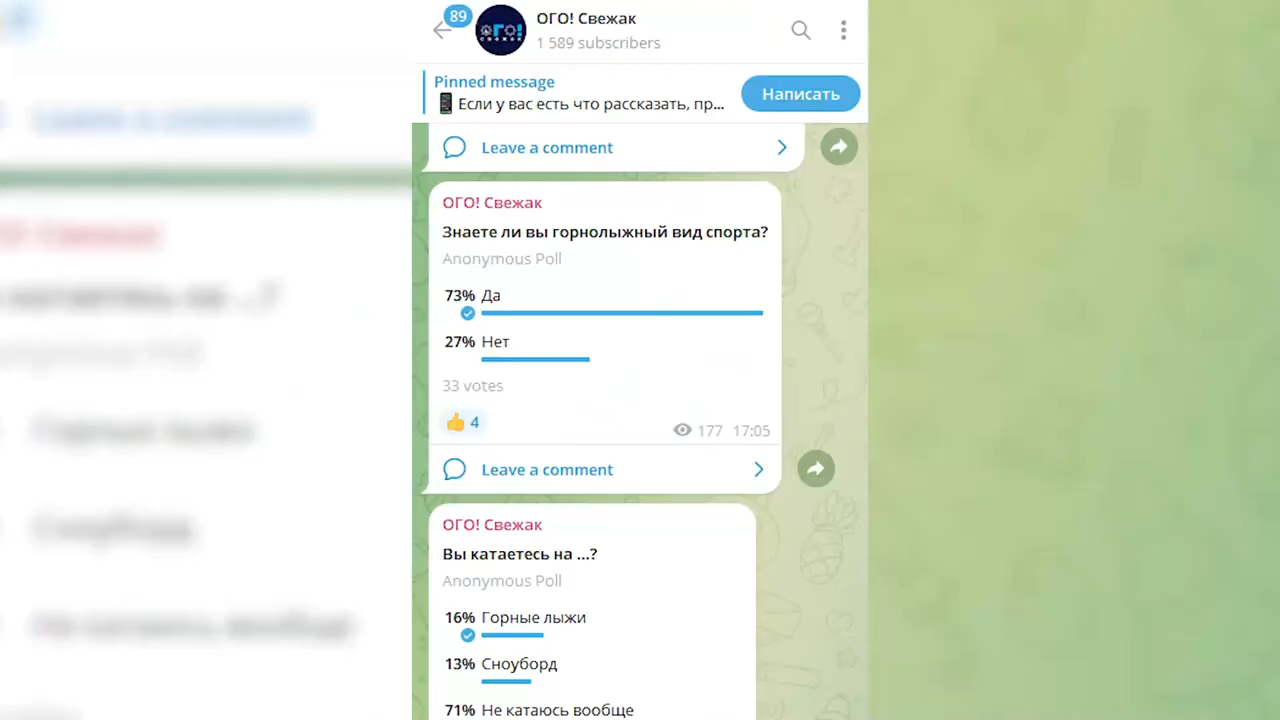 89
ОГО! Свежак
1 589 subscribers
Pinned message
Если у вас есть что рассказать, пр...
Написать
Leave a comment
ОГО! Свежак
Знаете ли вы горнолыжный вид спорта?
Anonymous Poll
73% Да
27% Нет
33 votes
👍 4
177 17:05
Leave a comment
ОГО! Свежак
Вы катаетесь на ...?
Anonymous Poll
16% Горные лыжи
13% Сноуборд
71% Не катаюсь вообще